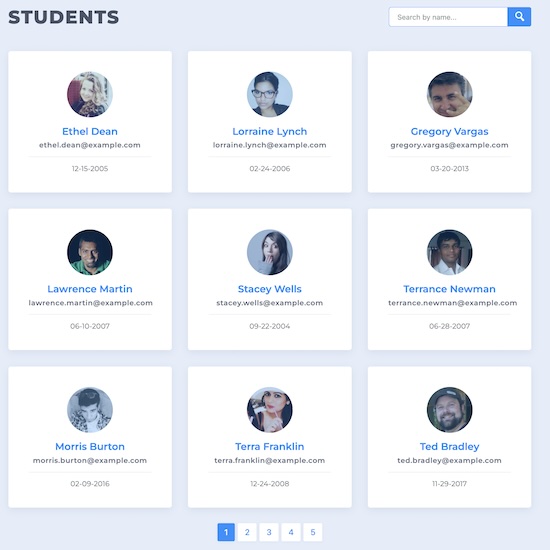 STUDENTS
Search by name...
Ethel Dean
ethel.dean@example.com
12-15-2005
Lorraine Lynch
lorraine.lynch@example.com
02-24-2006
Gregory Vargas
gregory.vargas@example.com
03-20-2013
Lawrence Martin
lawrence.martin@example.com
06-10-2007
Stacey Wells
stacey.wells@example.com
09-22-2004
Terrance Newman
terrance.newman@example.com
06-28-2007
Morris Burton
morris.burton@example.com
02-09-2016
Terra Franklin
terra.franklin@example.com
12-24-2008
Ted Bradley
ted.bradley@example.com
11-29-2017
1 2 3 4 5